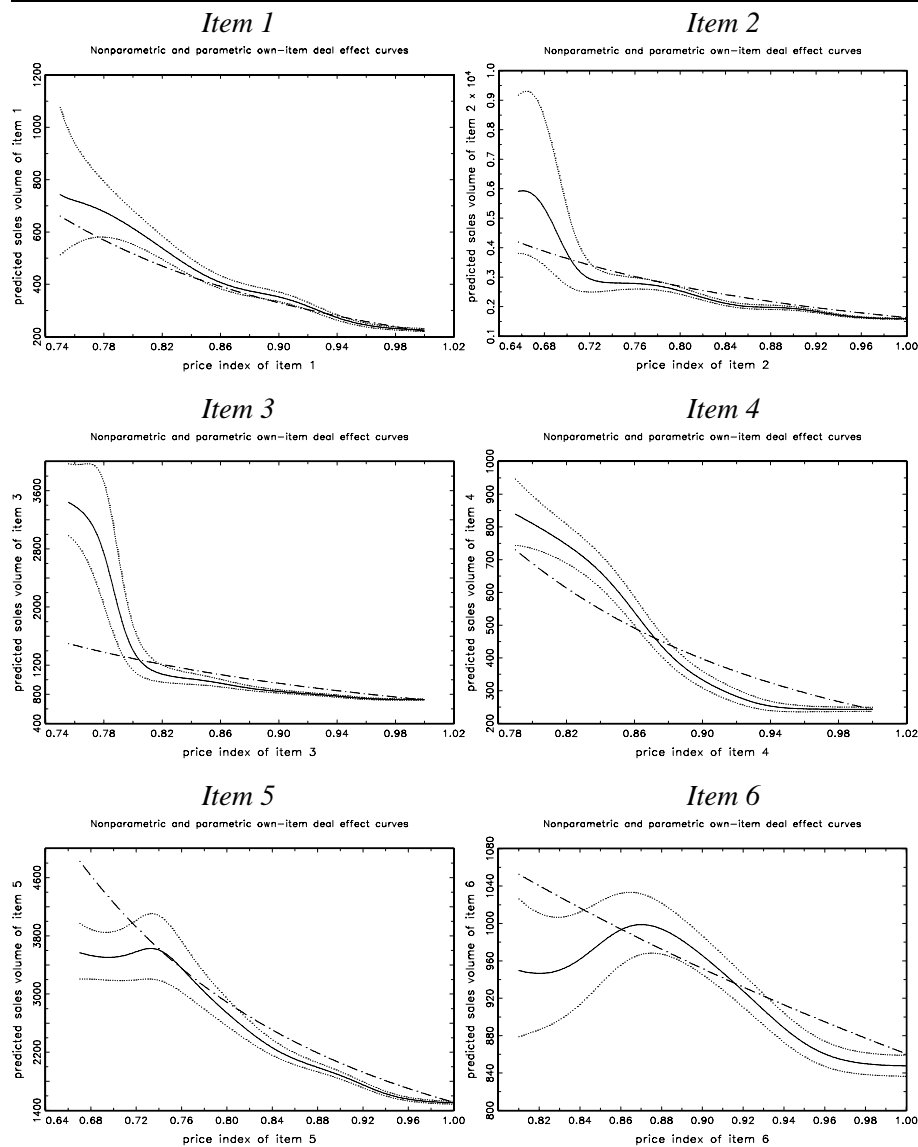 Item 1
Nonparametric and parametric own-item deal effect curves
predicted sales volume of item 1
200 400 600 800 1000 1200
0.74 0.78 0.82 0.86 0.90 0.94 0.98 1.02
price index of item 1
Item 2
Nonparametric and parametric own-item deal effect curves
predicted sales volume of item 2 x 10⁴
0.1 0.2 0.3 0.4 0.5 0.6 0.7 0.8 0.9 1.0
0.64 0.68 0.72 0.76 0.80 0.84 0.88 0.92 0.96 1.00
price index of item 2
Item 3
Nonparametric and parametric own-item deal effect curves
predicted sales volume of item 3
400 800 1200 2000 2800 3600
0.74 0.78 0.82 0.86 0.90 0.94 0.98 1.02
price index of item 3
Item 4
Nonparametric and parametric own-item deal effect curves
predicted sales volume of item 4
200 300 400 500 600 700 800 900 1000
0.78 0.82 0.86 0.90 0.94 0.98 1.02
price index of item 4
Item 5
Nonparametric and parametric own-item deal effect curves
predicted sales volume of item 5
1400 2200 3000 3800 4600
0.64 0.68 0.72 0.76 0.80 0.84 0.88 0.92 0.96 1.00
price index of item 5
Item 6
Nonparametric and parametric own-item deal effect curves
predicted sales volume of item 6
800 840 880 920 960 1000 1040 1080
0.82 0.84 0.86 0.88 0.90 0.92 0.94 0.96 0.98 1.00
price index of item 6